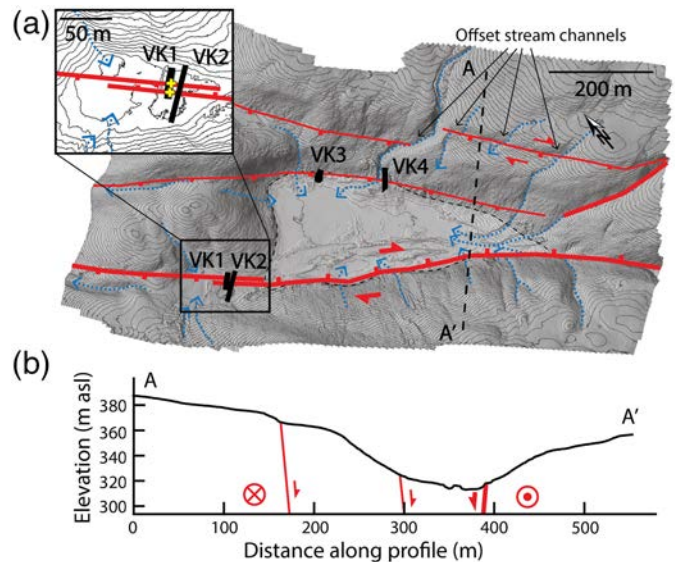 (a)
50 m
VK1
VK2
Offset stream channels
A
200 m
N
VK3
VK4
VK1
VK2
A'
(b)
Elevation (m asl)
A
A'
380
360
340
320
300
0
100
200
300
400
500
Distance along profile (m)